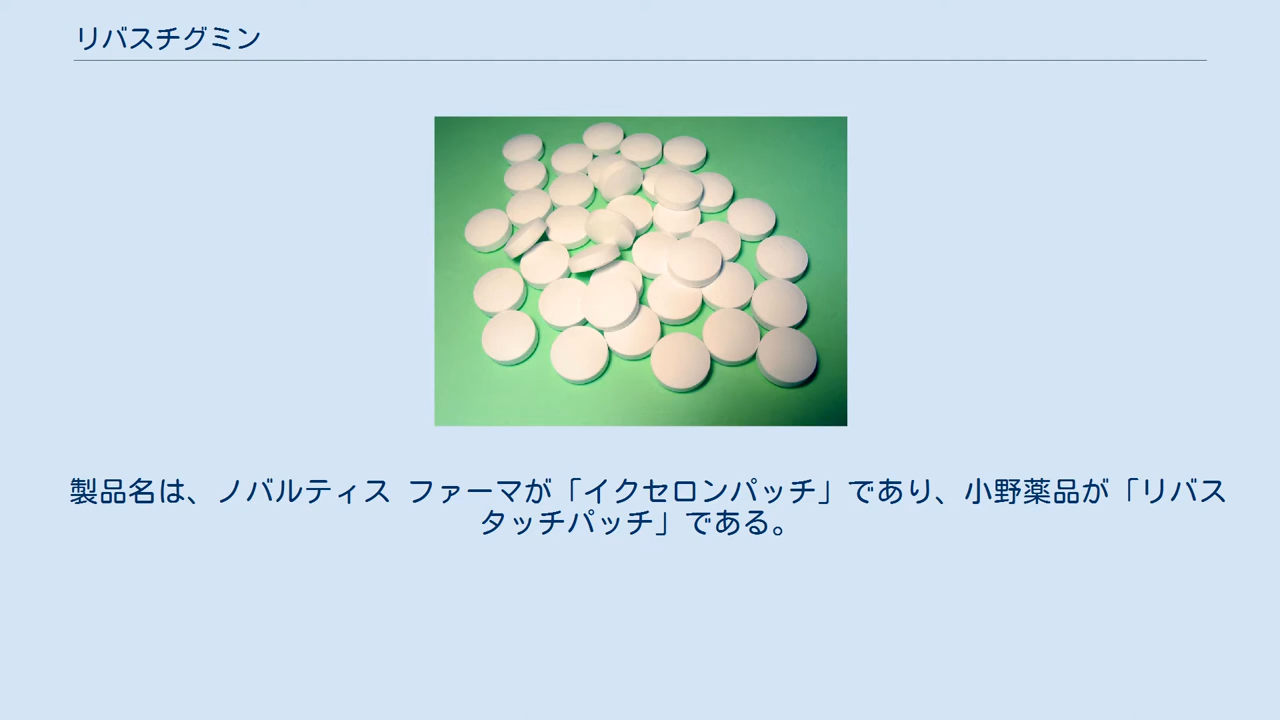 リバスチグミン
製品名は、ノバルティス ファーマが「イクセロンパッチ」であり、小野薬品が「リバス
タッチパッチ」である。